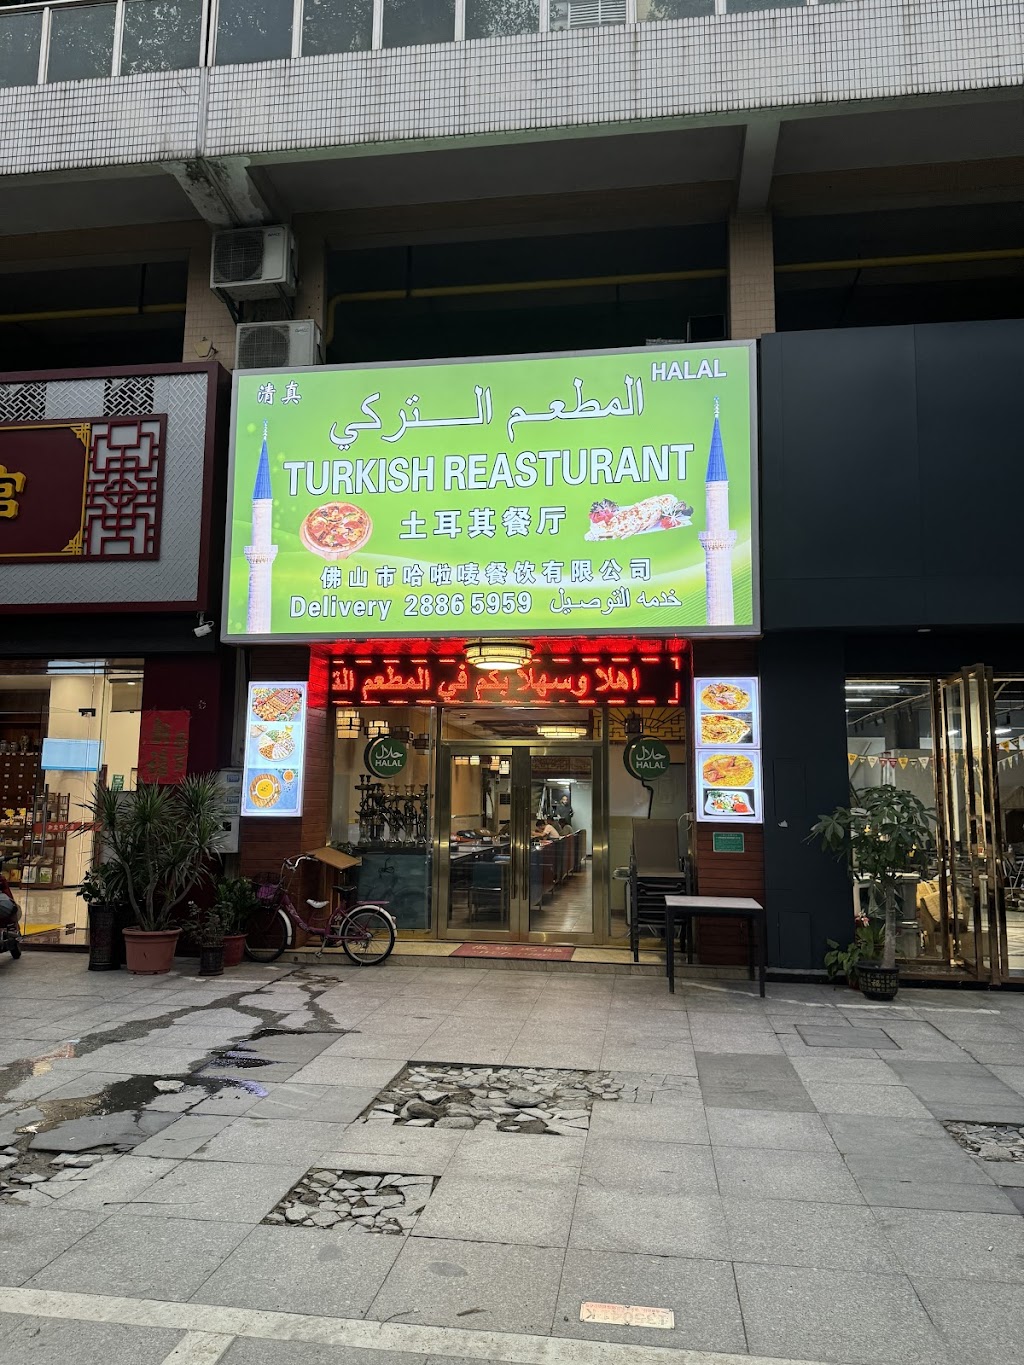 清真
HALAL
المطعم التركي
TURKISH REASTURANT
土耳其餐厅
佛山市哈啦唛餐饮有限公司
Delivery 2886 5959 خدمه التوصيل
اهلا وسهلا بكم في المطعم الت
حلال
HALAL
حلال
HALAL
宫